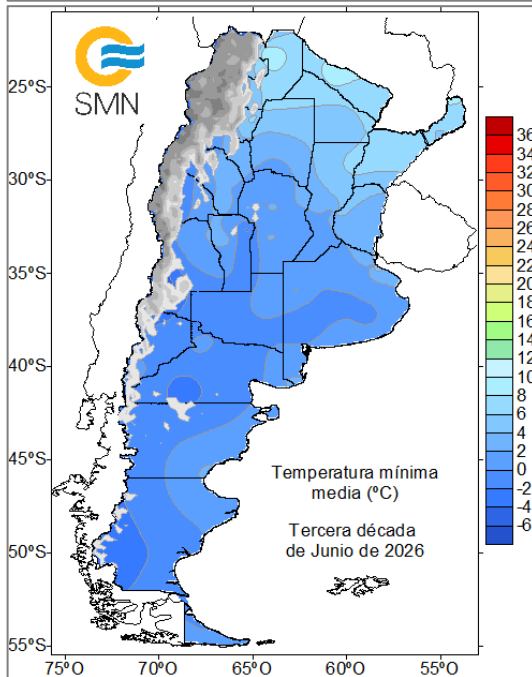 SMN
25°S
30°S
35°S
40°S
45°S
50°S
55°S
75°O
70°O
65°O
60°O
55°O
Temperatura mínima
media (ºC)
Tercera década
de Junio de 2026
36
34
32
30
28
26
24
22
20
18
16
14
12
10
8
6
4
2
0
-2
-4
-6